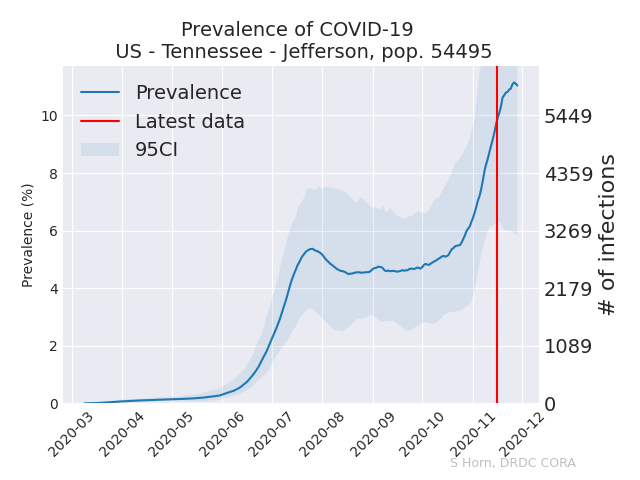 Prevalence of COVID-19
US - Tennessee - Jefferson, pop. 54495
Prevalence
Latest data
95CI
Prevalence (%)
10
8
6
4
2
0
5449
4359
3269
2179
1089
0
# of infections
2020-03
2020-04
2020-05
2020-06
2020-07
2020-08
2020-09
2020-10
2020-11
2020-12
S Horn, DRDC CORA